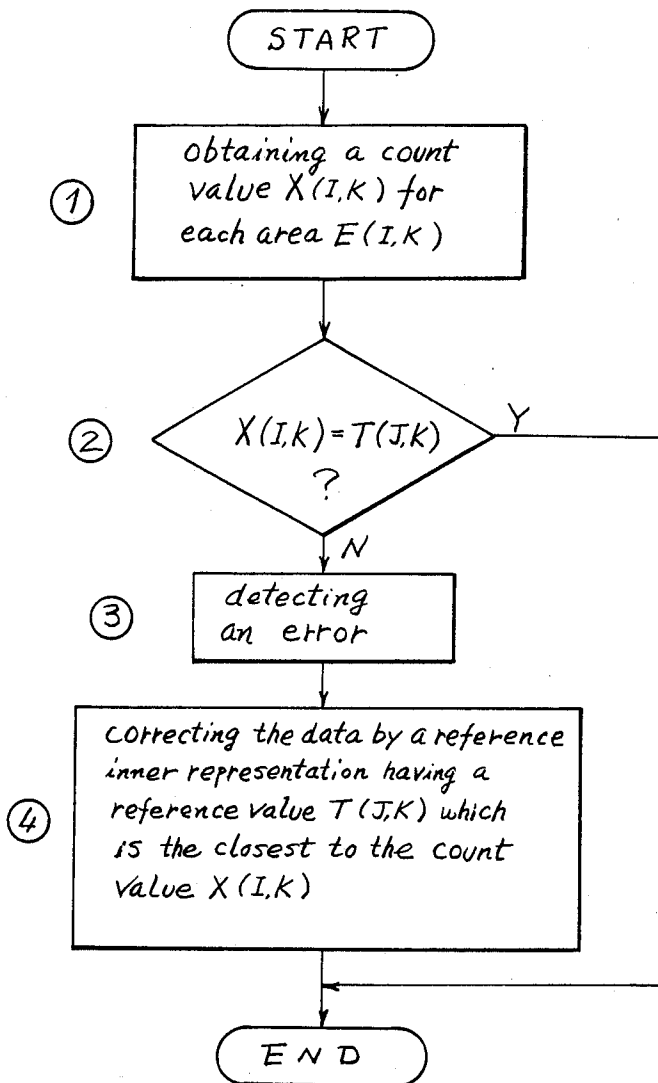 START
①
obtaining a count
value X(I,K) for
each area E(I,K)
②
X(I,K)=T(J,K)
?
Y
N
③
detecting
an error
④
correcting the data by a reference
inner representation having a
reference value T(J,K) which
is the closest to the count
value X(I,K)
END